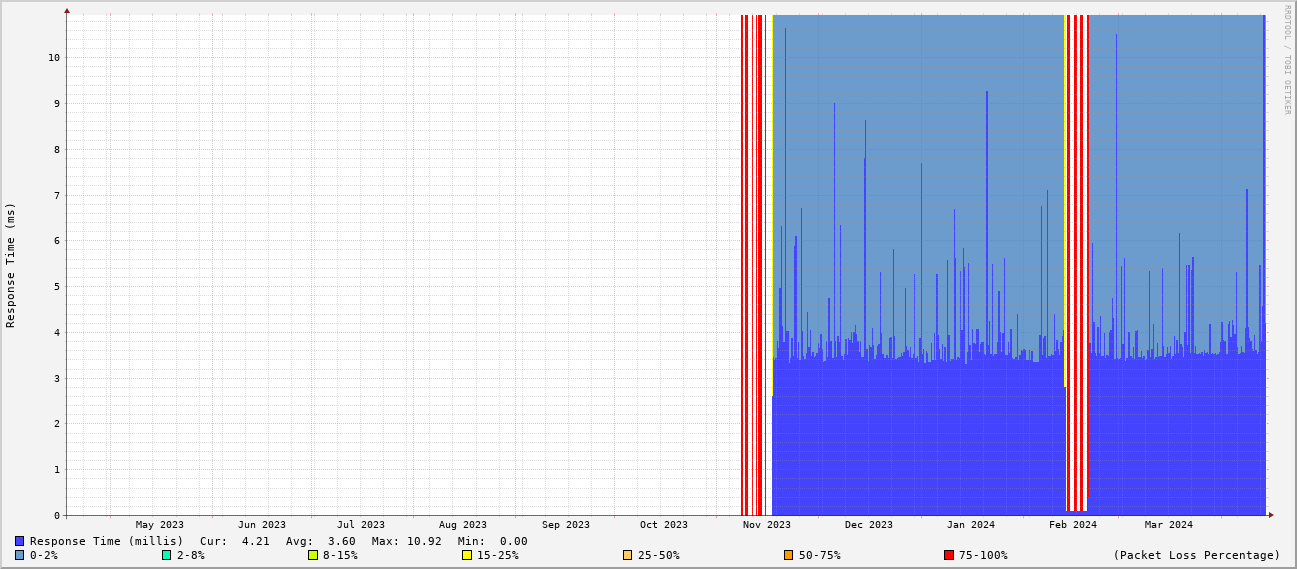 RRDTOOL / TOBI OETIKER
Response Time (ms)
10
9
8
7
6
5
4
3
2
1
0
May 2023 Jun 2023 Jul 2023 Aug 2023 Sep 2023 Oct 2023 Nov 2023 Dec 2023 Jan 2024 Feb 2024 Mar 2024
Response Time (millis) Cur: 4.21 Avg: 3.60 Max: 10.92 Min: 0.00
0-2% 2-8% 8-15% 15-25% 25-50% 50-75% 75-100% (Packet Loss Percentage)